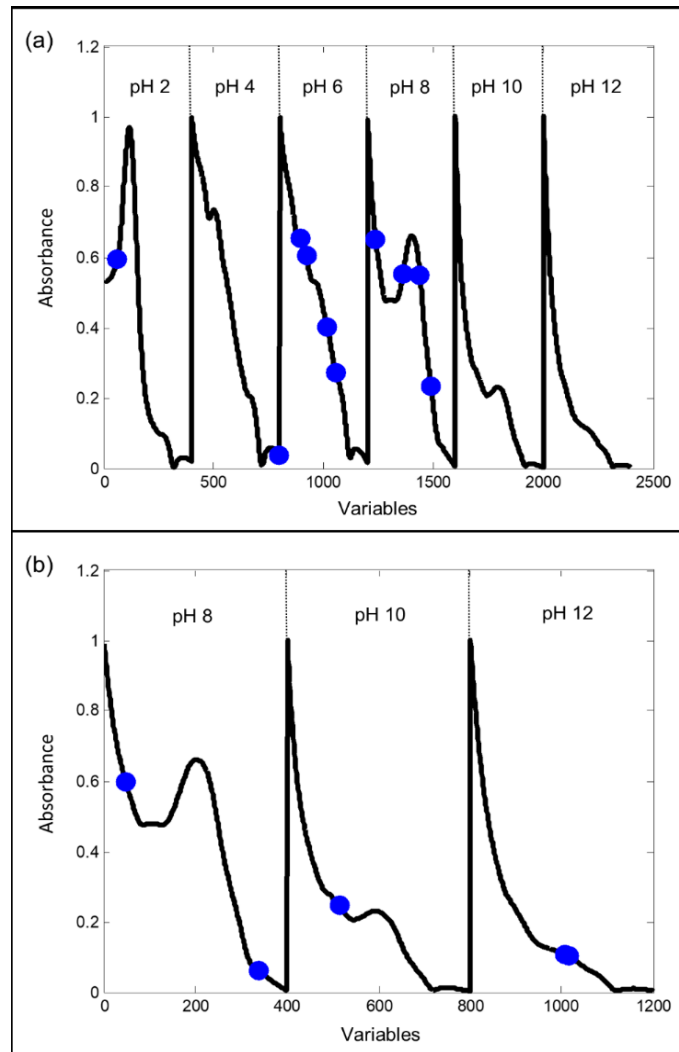 (a)
1.2
1
0.8
0.6
0.4
0.2
0
Absorbance
pH 2 pH 4 pH 6 pH 8 pH 10 pH 12
0 500 1000 1500 2000 2500
Variables
(b)
1.2
1
0.8
0.6
0.4
0.2
0
Absorbance
pH 8 pH 10 pH 12
0 200 400 600 800 1000 1200
Variables